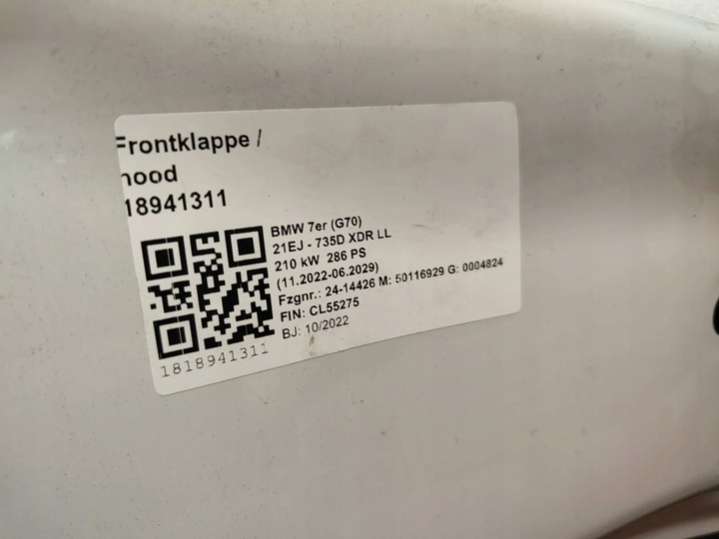 Frontklappe /
hood
18941311
BMW 7er (G70)
21EJ - 735D XDR LL
210 kW 286 PS
(11.2022-06.2029)
Fzgnr.: 24-14426 M: 50116929 G: 0004824
FIN: CL55275
BJ: 10/2022
1818941311